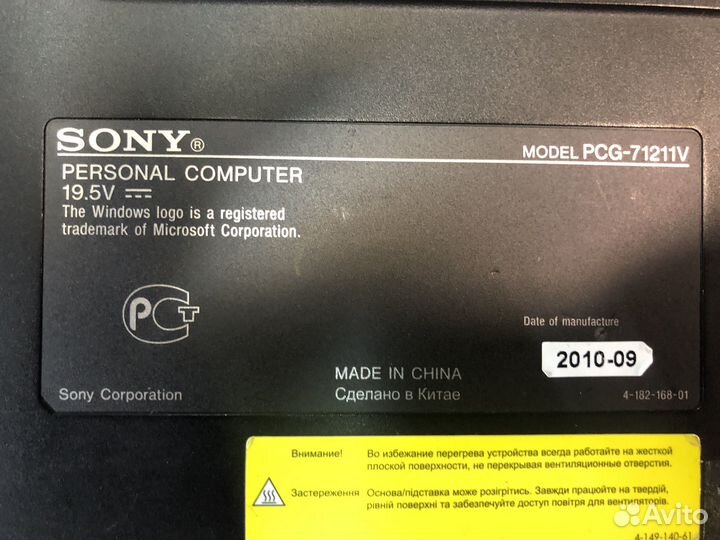 SONY®
MODEL PCG-71211V
PERSONAL COMPUTER
19.5V
The Windows logo is a registered
trademark of Microsoft Corporation.
РСТ
Date of manufacture
2010-09
MADE IN CHINA
Сделано в Китае
Sony Corporation
4-182-168-01
Внимание! Во избежание перегрева устройства всегда работайте на жесткой
плоской поверхности, не перекрывая вентиляционные отверстия.
Застереження Основа/підставка може розігрітись. Завжди працюйте на твердій,
рівній поверхні та забезпечуйте доступ повітря для вентиляторів.
4-149-140-61
Avito